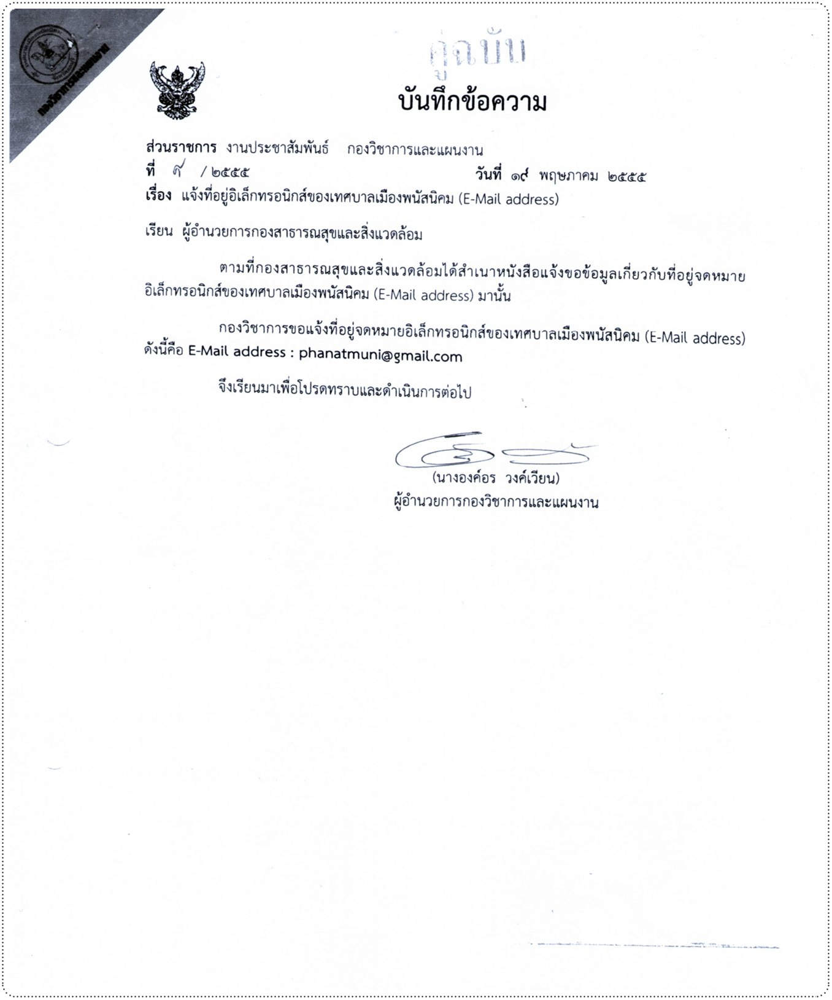 คู่ฉบับ
กองวิชาการและแผนงาน
บันทึกข้อความ
ส่วนราชการ งานประชาสัมพันธ์ กองวิชาการและแผนงาน
ที่ ๙ / ๒๕๕๕ วันที่ ๑๙ พฤษภาคม ๒๕๕๕
เรื่อง แจ้งที่อยู่อิเล็กทรอนิกส์ของเทศบาลเมืองพนัสนิคม (E-Mail address)
เรียน ผู้อำนวยการกองสาธารณสุขและสิ่งแวดล้อม
ตามที่กองสาธารณสุขและสิ่งแวดล้อมได้สำเนาหนังสือแจ้งขอข้อมูลเกี่ยวกับที่อยู่จดหมาย
อิเล็กทรอนิกส์ของเทศบาลเมืองพนัสนิคม (E-Mail address) มานั้น
กองวิชาการขอแจ้งที่อยู่จดหมายอิเล็กทรอนิกส์ของเทศบาลเมืองพนัสนิคม (E-Mail address)
ดังนี้คือ E-Mail address : phanatmuni@gmail.com
จึงเรียนมาเพื่อโปรดทราบและดำเนินการต่อไป
(นางองค์อร วงค์เวียน)
ผู้อำนวยการกองวิชาการและแผนงาน